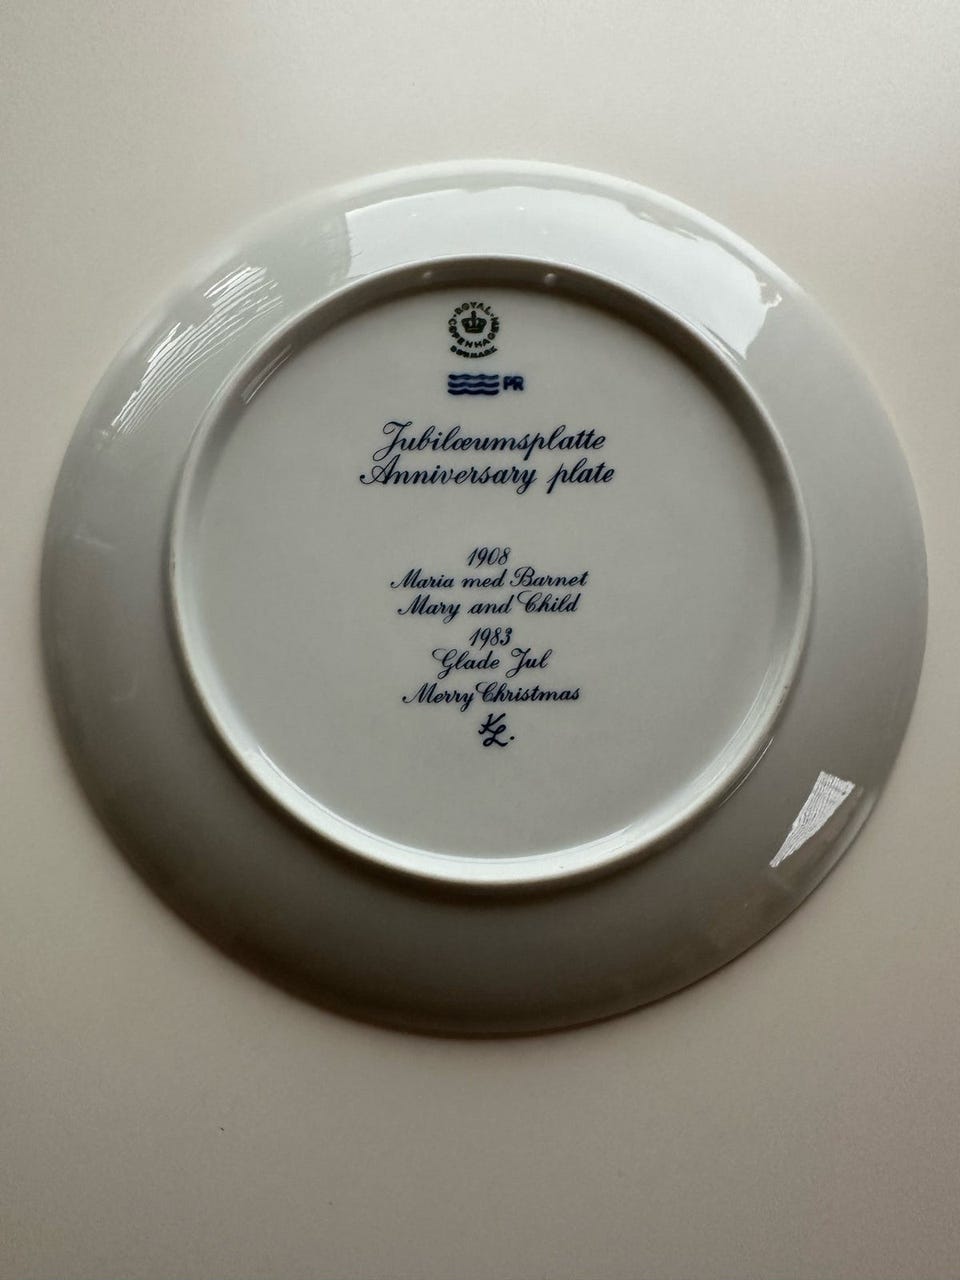 ROYAL COPENHAGEN
DENMARK
PR
Jubilæumsplatte
Anniversary plate
1908
Maria med Barnet
Mary and Child
1983
Glade Jul
Merry Christmas
KL.